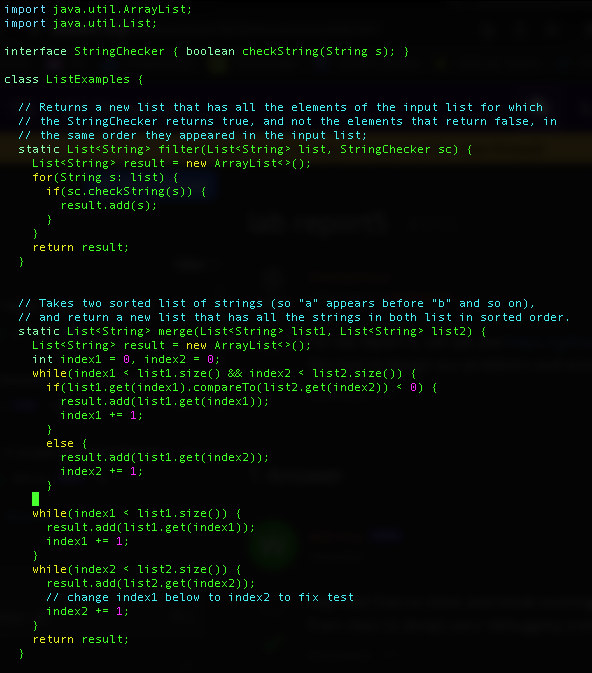 import java.util.ArrayList;
import java.util.List;

interface StringChecker { boolean checkString(String s); }

class ListExamples {

  // Returns a new list that has all the elements of the input list for which
  // the StringChecker returns true, and not the elements that return false, in
  // the same order they appeared in the input list;
  static List<String> filter(List<String> list, StringChecker sc) {
    List<String> result = new ArrayList<>();
    for(String s: list) {
      if(sc.checkString(s)) {
        result.add(s);
      }
    }
    return result;
  }


  // Takes two sorted list of strings (so "a" appears before "b" and so on),
  // and return a new list that has all the strings in both list in sorted order.
  static List<String> merge(List<String> list1, List<String> list2) {
    List<String> result = new ArrayList<>();
    int index1 = 0, index2 = 0;
    while(index1 < list1.size() && index2 < list2.size()) {
      if(list1.get(index1).compareTo(list2.get(index2)) < 0) {
        result.add(list1.get(index1));
        index1 += 1;
      }
      else {
        result.add(list1.get(index2));
        index2 += 1;
      }

    while(index1 < list1.size()) {
      result.add(list1.get(index1));
      index1 += 1;
    }
    while(index2 < list2.size()) {
      result.add(list2.get(index2));
      // change index1 below to index2 to fix test
      index2 += 1;
    }
    return result;
  }